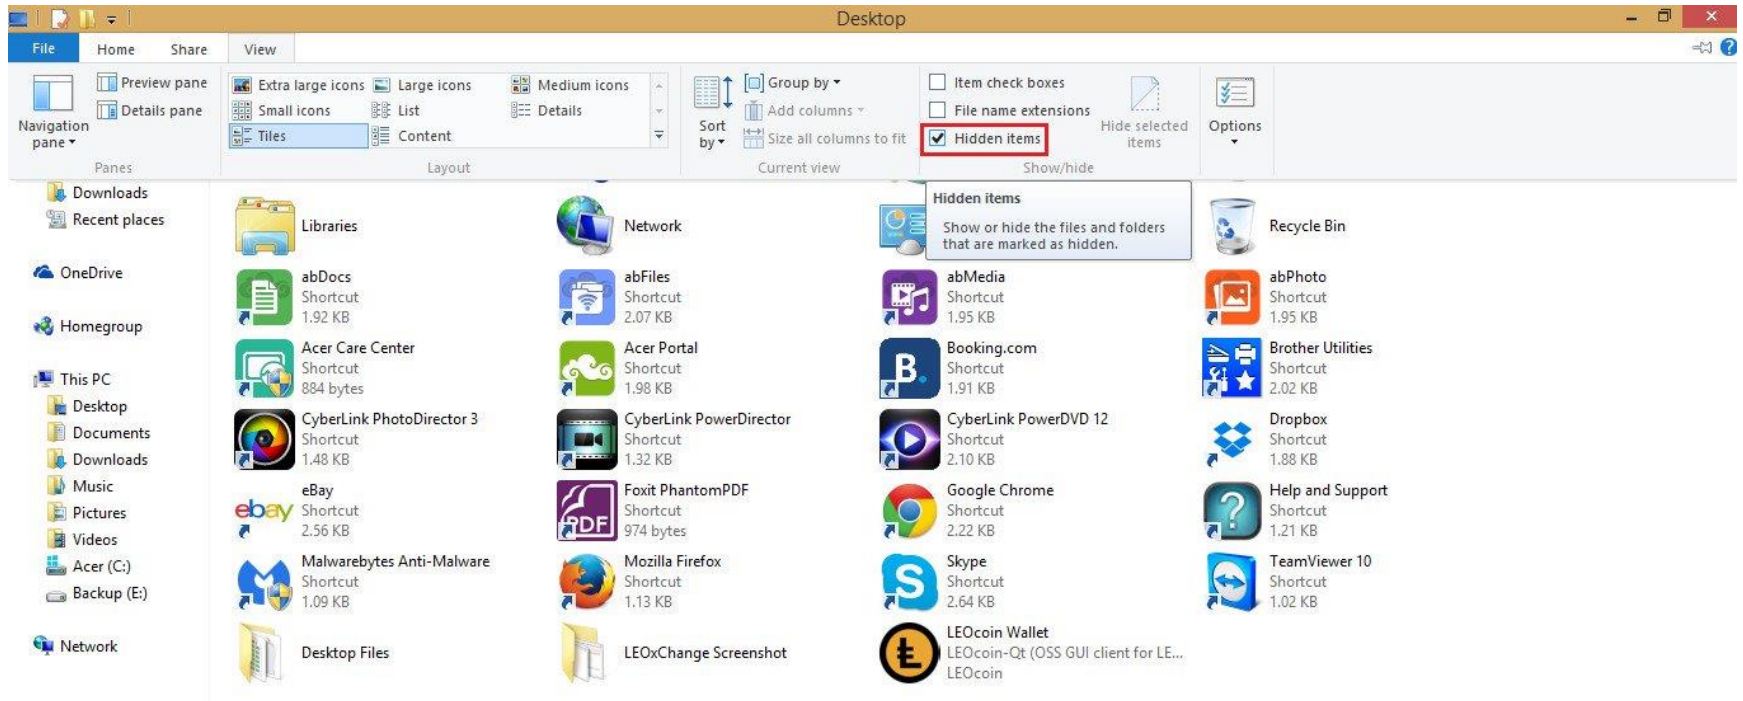 Desktop
File Home Share View
Navigation pane
Preview pane
Details pane
Panes
Extra large icons Large icons Medium icons
Small icons List Details
Tiles Content
Layout
Sort by
Group by
Add columns
Size all columns to fit
Current view
Item check boxes
File name extensions
Hidden items
Hide selected items
Show/hide
Options
Hidden items
Show or hide the files and folders
that are marked as hidden.
Downloads
Recent places
OneDrive
Homegroup
This PC
Desktop
Documents
Downloads
Music
Pictures
Videos
Acer (C:)
Backup (E:)
Network
Libraries
Network
Recycle Bin
abDocs
Shortcut
1.92 KB
abFiles
Shortcut
2.07 KB
abMedia
Shortcut
1.95 KB
abPhoto
Shortcut
1.95 KB
Acer Care Center
Shortcut
884 bytes
Acer Portal
Shortcut
1.98 KB
B.
Booking.com
Shortcut
1.91 KB
Brother Utilities
Shortcut
2.02 KB
CyberLink PhotoDirector 3
Shortcut
1.48 KB
CyberLink PowerDirector
Shortcut
1.32 KB
CyberLink PowerDVD 12
Shortcut
2.10 KB
Dropbox
Shortcut
1.88 KB
ebay
eBay
Shortcut
2.56 KB
PDF
Foxit PhantomPDF
Shortcut
974 bytes
Google Chrome
Shortcut
2.22 KB
?
Help and Support
Shortcut
1.21 KB
Malwarebytes Anti-Malware
Shortcut
1.09 KB
Mozilla Firefox
Shortcut
1.13 KB
S
Skype
Shortcut
2.64 KB
TeamViewer 10
Shortcut
1.02 KB
Desktop Files
LEOxChange Screenshot
LEOcoin Wallet
LEOcoin-Qt (OSS GUI client for LE...
LEOcoin